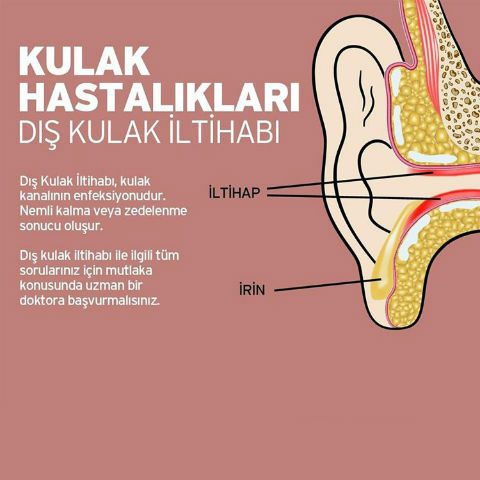 KULAK
HASTALIKLARI
DIŞ KULAK İLTİHABI
Dış Kulak İltihabı, kulak
kanalının enfeksiyonudur.
Nemli kalma veya zedelenme
sonucu oluşur.
Dış kulak iltihabı ile ilgili tüm
sorularınız için mutlaka
konusunda uzman bir
doktora başvurmalısınız.
İLTİHAP
İRİN